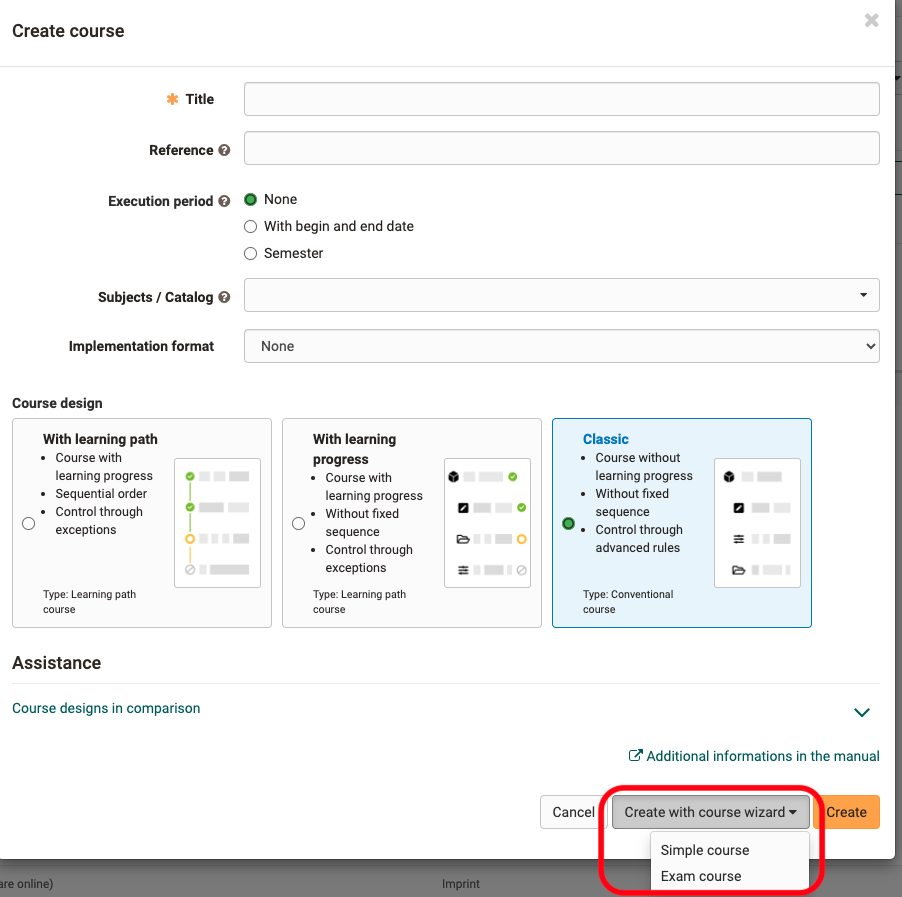 Create course
Title
Reference
Execution period
None
With begin and end date
Semester
Subjects / Catalog
Implementation format
None
Course design
With learning path
Course with
learning progress
Sequential order
Control through
exceptions
Type: Learning path
course
With learning
progress
Course with
learning progress
Without fixed
sequence
Control through
exceptions
Type: Learning path
course
Classic
Course without
learning progress
Without fixed
sequence
Control through
advanced rules
Type: Conventional
course
Assistance
Course designs in comparison
Additional informations in the manual
Cancel
Create with course wizard
Create
Simple course
Exam course
are online)
Imprint